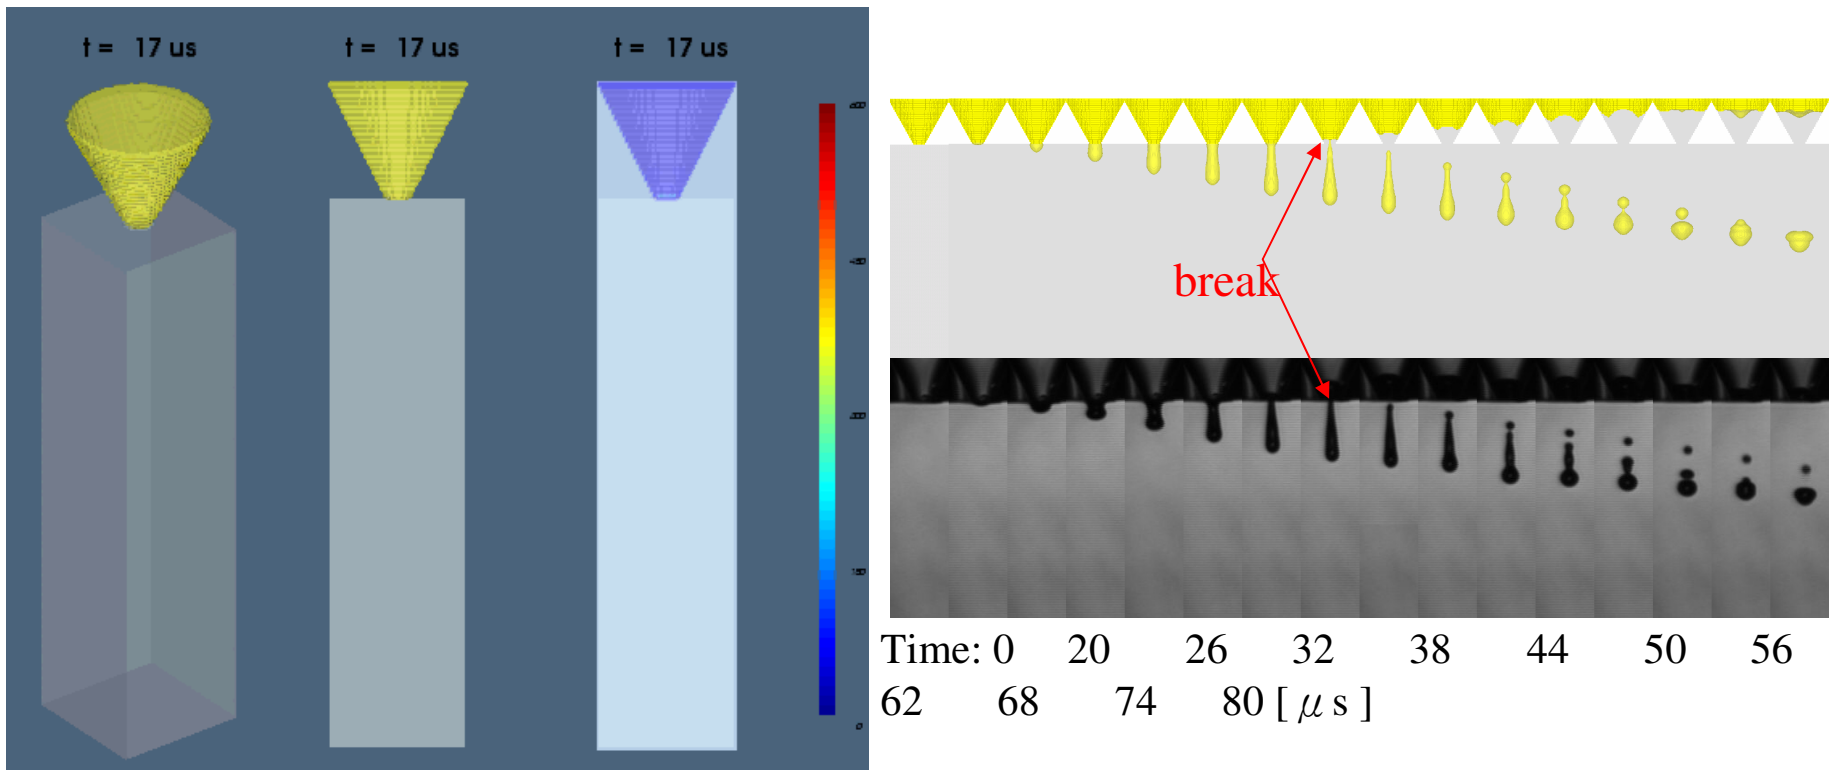 t = 17 us
t = 17 us
t = 17 us
break
Time: 0 20 26 32 38 44 50 56
62 68 74 80 [ μ s ]